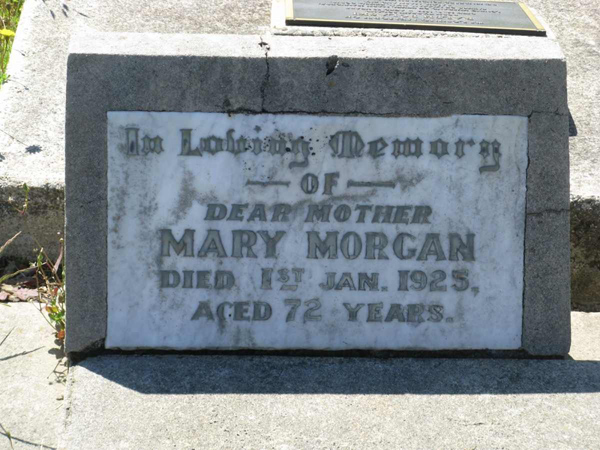 In Loving Memory
— OF —
DEAR MOTHER
MARY MORGAN
DIED 1ST JAN. 1925,
AGED 72 YEARS.